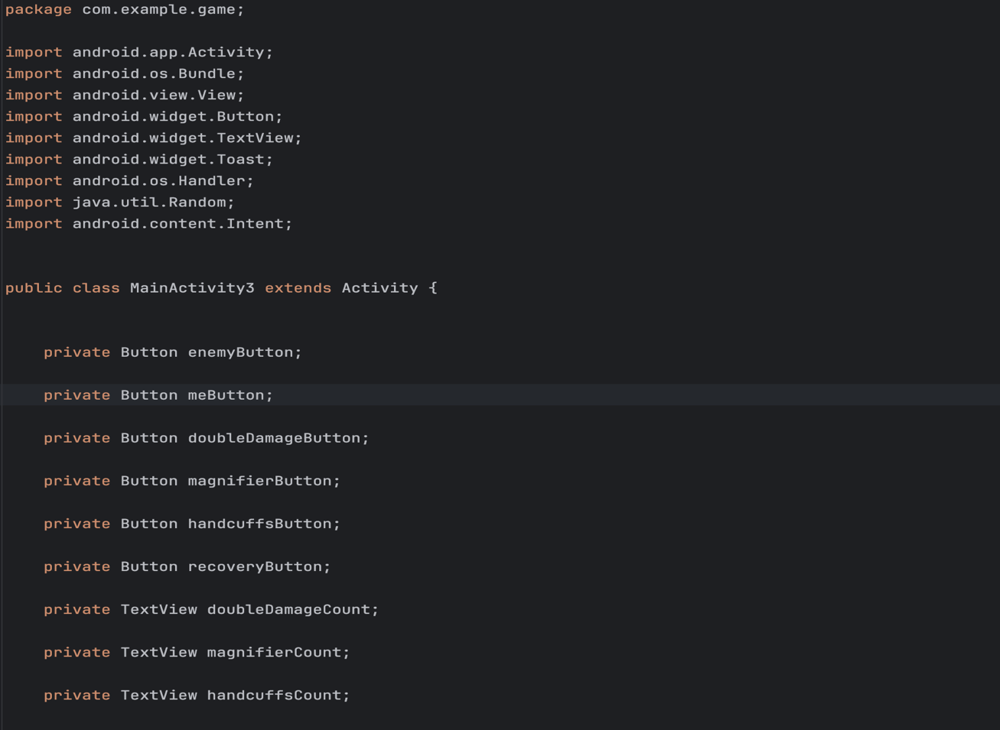 package com.example.game;
import android.app.Activity;
import android.os.Bundle;
import android.view.View;
import android.widget.Button;
import android.widget.TextView;
import android.widget.Toast;
import android.os.Handler;
import java.util.Random;
import android.content.Intent;
public class MainActivity3 extends Activity {
private Button enemyButton;
private Button meButton;
private Button doubleDamageButton;
private Button magnifierButton;
private Button handcuffsButton;
private Button recoveryButton;
private TextView doubleDamageCount;
private TextView magnifierCount;
private TextView handcuffsCount;